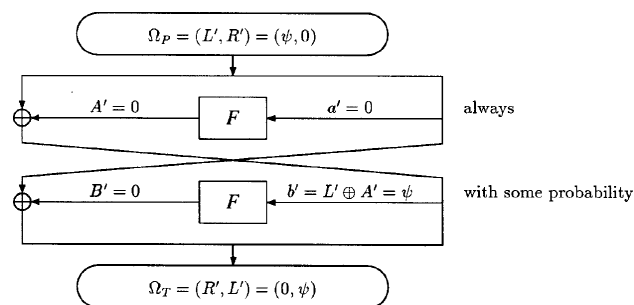 Ω_P = (L′, R′) = (ψ, 0)
A′ = 0
F
a′ = 0
always
B′ = 0
F
b′ = L′ ⊕ A′ = ψ
with some probability
Ω_T = (R′, L′) = (0, ψ)